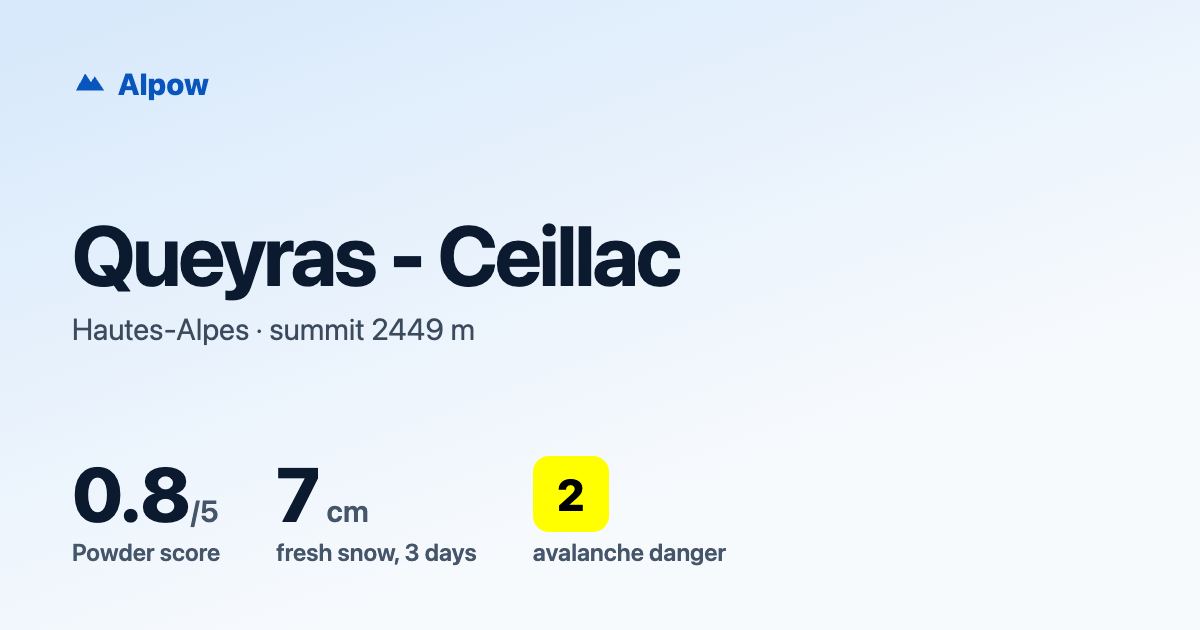 Alpow
Queyras - Ceillac
Hautes-Alpes · summit 2449 m
0.8/5 7 cm 2
Powder score fresh snow, 3 days avalanche danger